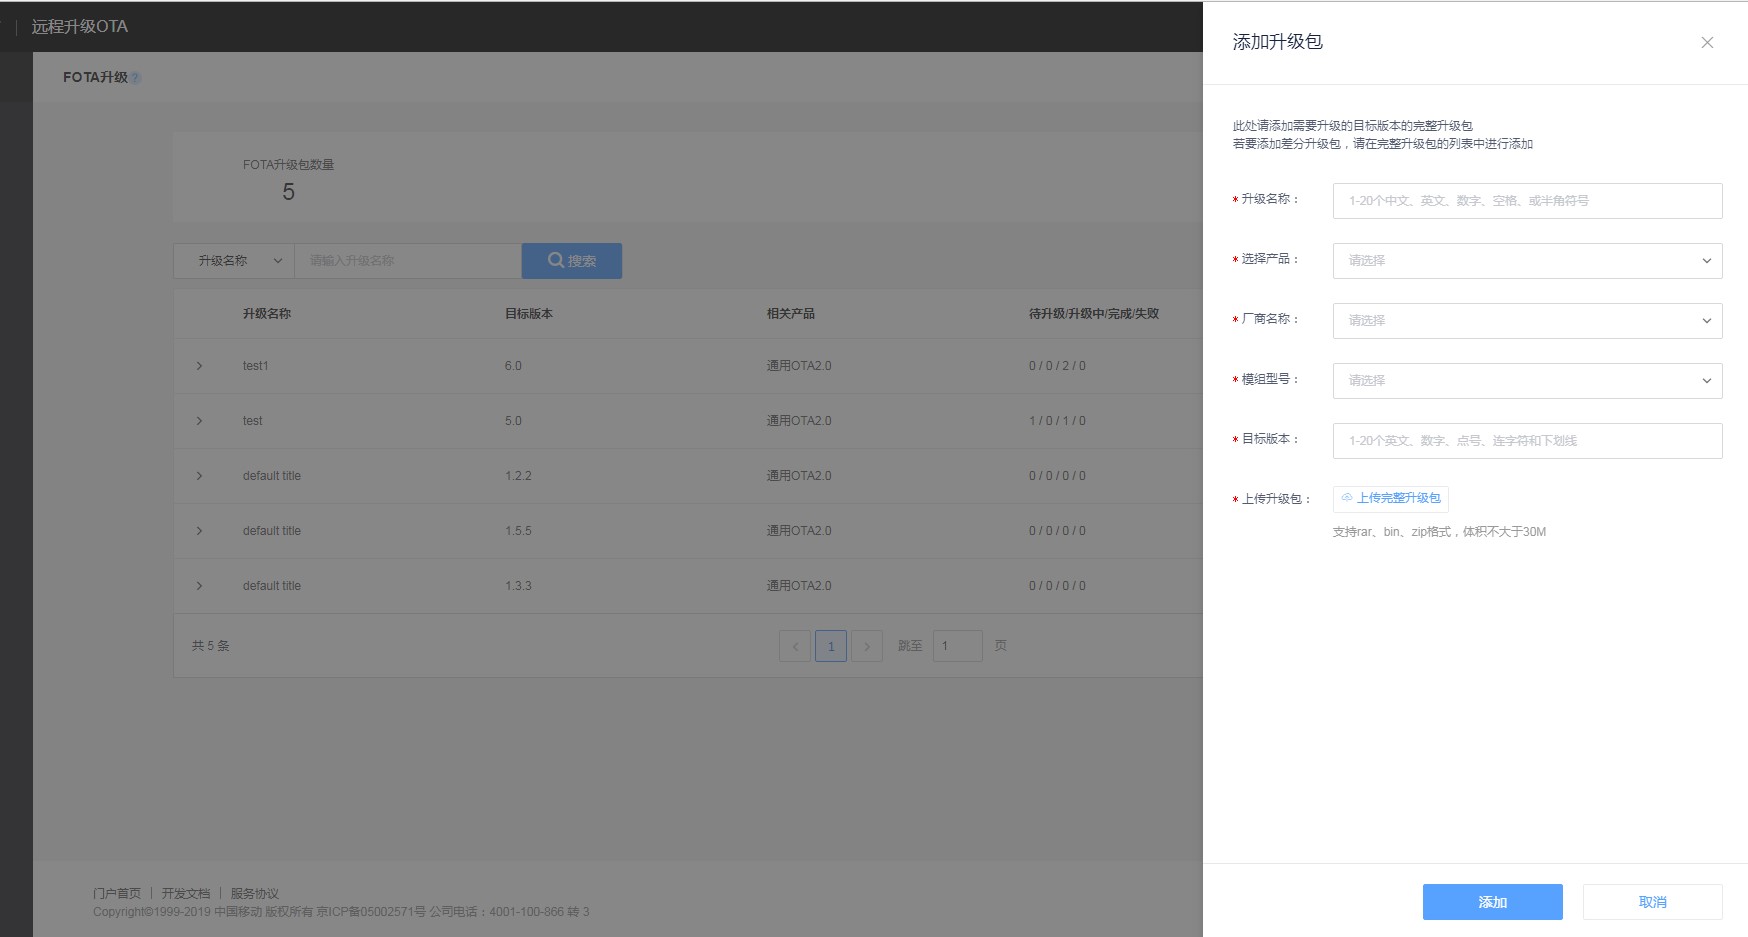 远程升级OTA
FOTA升级?
FOTA升级包数量
5
升级名称 请输入升级名称 搜索
升级名称 目标版本 相关产品 待升级/升级中/完成/失败
test1 6.0 通用OTA2.0 0 / 0 / 2 / 0
test 5.0 通用OTA2.0 1 / 0 / 1 / 0
default title 1.2.2 通用OTA2.0 0 / 0 / 0 / 0
default title 1.5.5 通用OTA2.0 0 / 0 / 0 / 0
default title 1.3.3 通用OTA2.0 0 / 0 / 0 / 0
共 5 条 < 1 > 跳至 1 页
门户首页 | 开发文档 | 服务协议
Copyright©1999-2019 中国移动 版权所有 京ICP备05002571号 公司电话：4001-100-866 转 3
添加升级包
此处请添加需要升级的目标版本的完整升级包
若要添加差分升级包，请在完整升级包的列表中进行添加
* 升级名称： 1-20个中文、英文、数字、空格、或半角符号
* 选择产品： 请选择
* 厂商名称： 请选择
* 模组型号： 请选择
* 目标版本： 1-20个英文、数字、点号、连字符和下划线
* 上传升级包： 上传完整升级包
支持rar、bin、zip格式，体积不大于30M
添加 取消